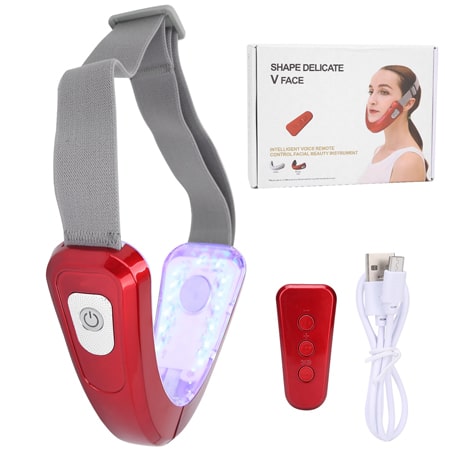 SHAPE DELICATE
V FACE
INTELLIGENT VOICE REMOTE
CONTROL FACIAL BEAUTY INSTRUMENT